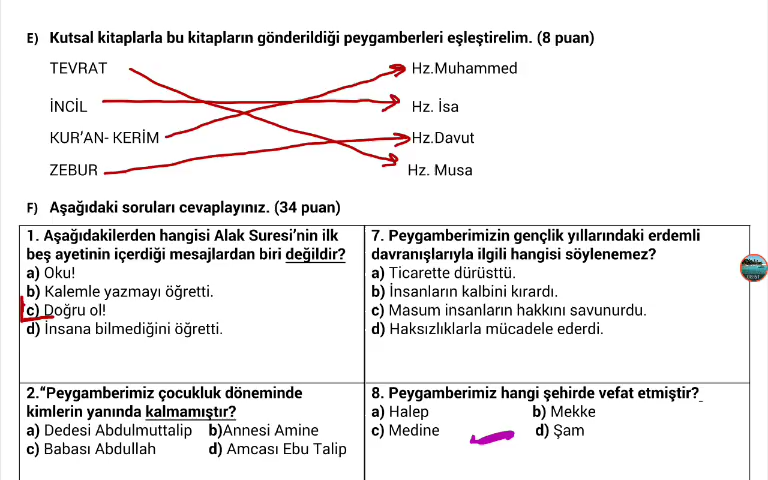 E) Kutsal kitaplarla bu kitapların gönderildiği peygamberleri eşleştirelim. (8 puan)
TEVRAT Hz.Muhammed
İNCİL Hz. İsa
KUR'AN- KERİM Hz.Davut
ZEBUR Hz. Musa
F) Aşağıdaki soruları cevaplayınız. (34 puan)
1. Aşağıdakilerden hangisi Alak Suresi'nin ilk
beş ayetinin içerdiği mesajlardan biri değildir?
a) Oku!
b) Kalemle yazmayı öğretti.
c) Doğru ol!
d) İnsana bilmediğini öğretti.
7. Peygamberimizin gençlik yıllarındaki erdemli
davranışlarıyla ilgili hangisi söylenemez?
a) Ticarette dürüsttü.
b) İnsanların kalbini kırardı.
c) Masum insanların hakkını savunurdu.
d) Haksızlıklarla mücadele ederdi.
2.“Peygamberimiz çocukluk döneminde
kimlerin yanında kalmamıştır?
a) Dedesi Abdulmuttalip b)Annesi Amine
c) Babası Abdullah d) Amcası Ebu Talip
8. Peygamberimiz hangi şehirde vefat etmiştir?
a) Halep b) Mekke
c) Medine d) Şam